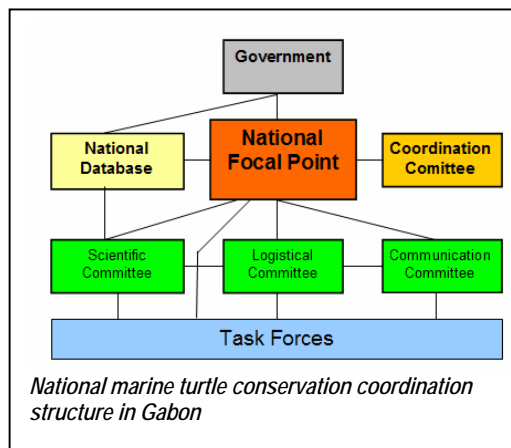 Government
National
Database
National
Focal Point
Coordination
Comittee
Scientific
Committee
Logistical
Committee
Communication
Committee
Task Forces
National marine turtle conservation coordination
structure in Gabon